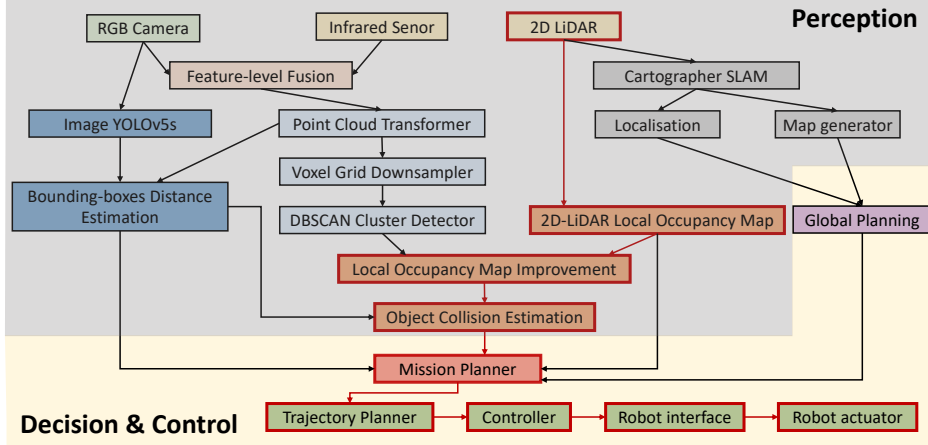 Perception
RGB Camera
Infrared Senor
2D LiDAR
Feature-level Fusion
Cartographer SLAM
Image YOLOv5s
Point Cloud Transformer
Localisation
Map generator
Voxel Grid Downsampler
Bounding-boxes Distance
Estimation
DBSCAN Cluster Detector
2D-LiDAR Local Occupancy Map
Global Planning
Local Occupancy Map Improvement
Object Collision Estimation
Mission Planner
Decision & Control
Trajectory Planner
Controller
Robot interface
Robot actuator